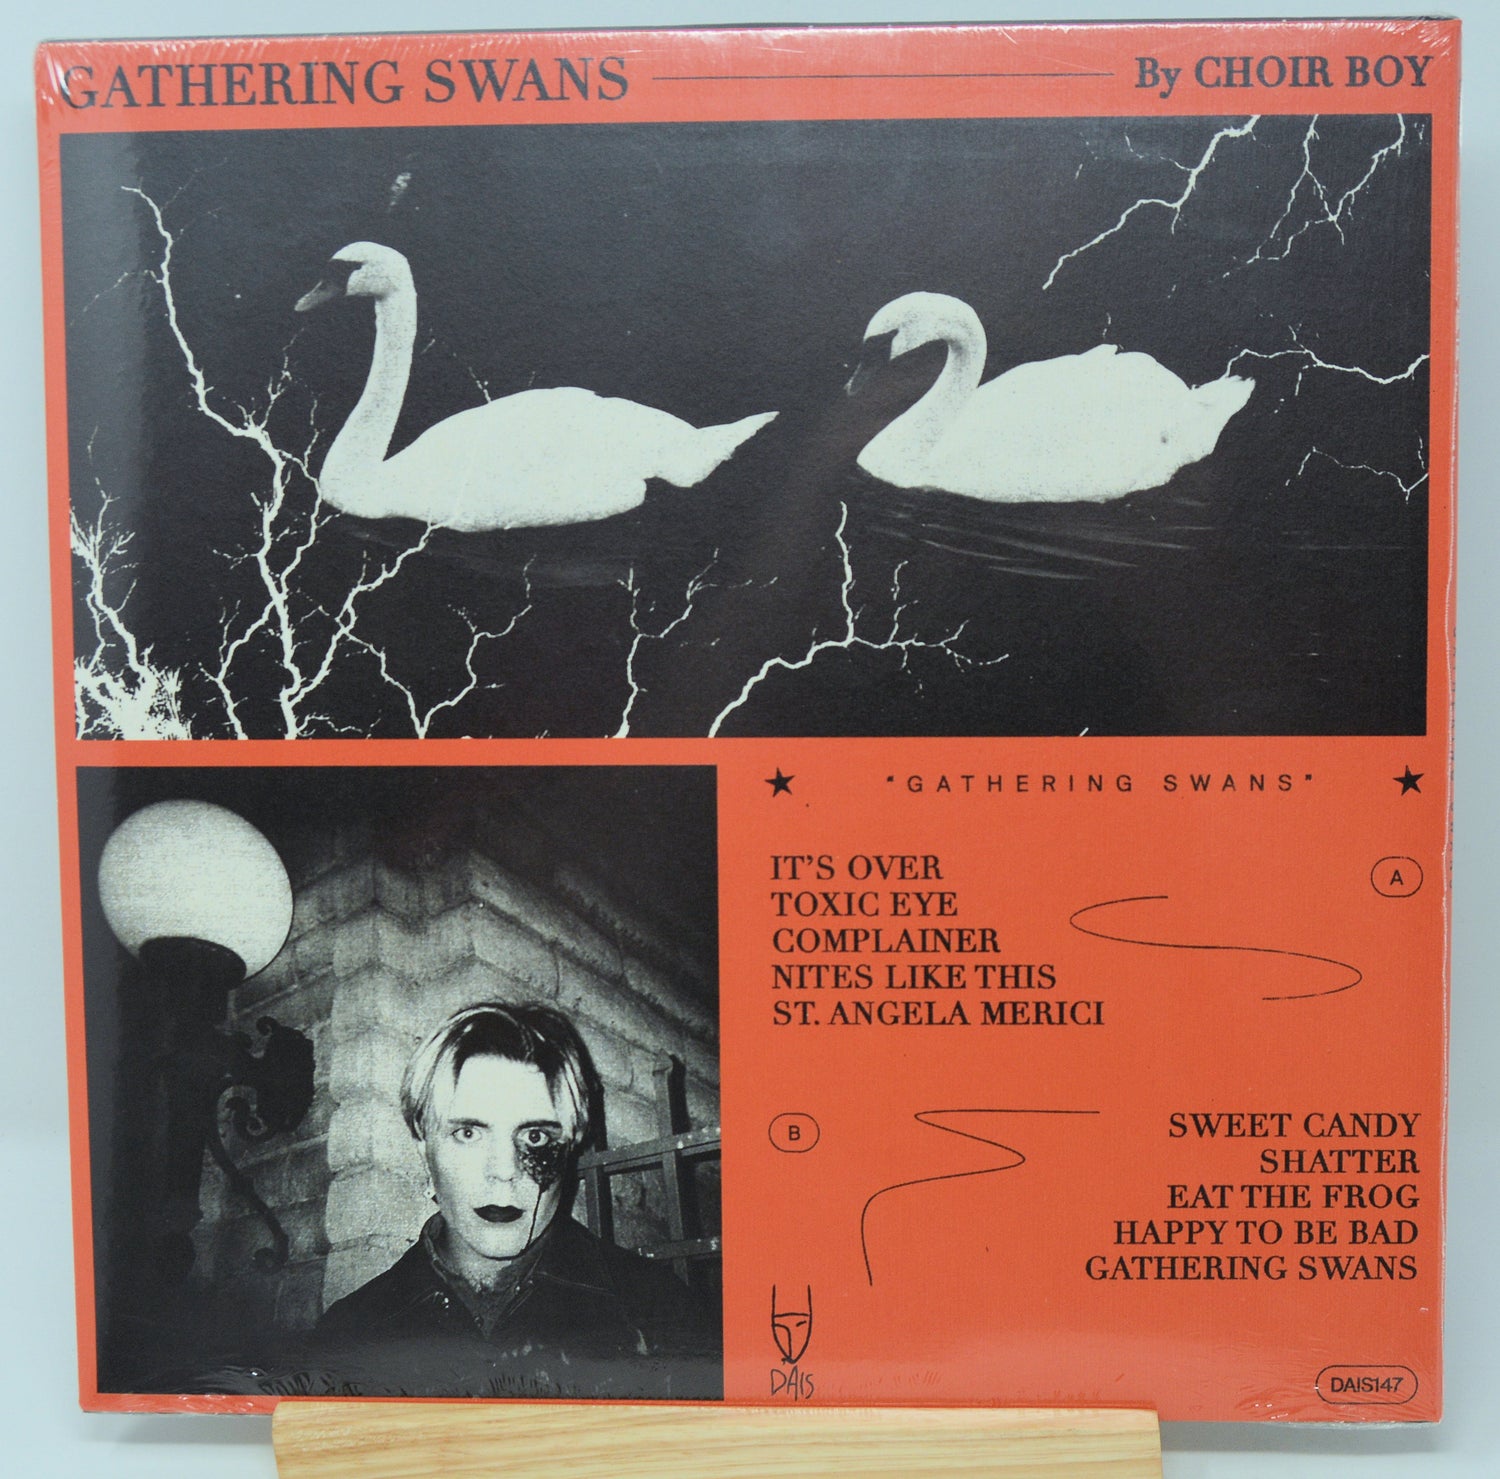 GATHERING SWANS By CHOIR BOY
★ "GATHERING SWANS" ★
IT'S OVER
TOXIC EYE
COMPLAINER
NITES LIKE THIS
ST. ANGELA MERICI
A
B
SWEET CANDY
SHATTER
EAT THE FROG
HAPPY TO BE BAD
GATHERING SWANS
DAIS
DAIS147